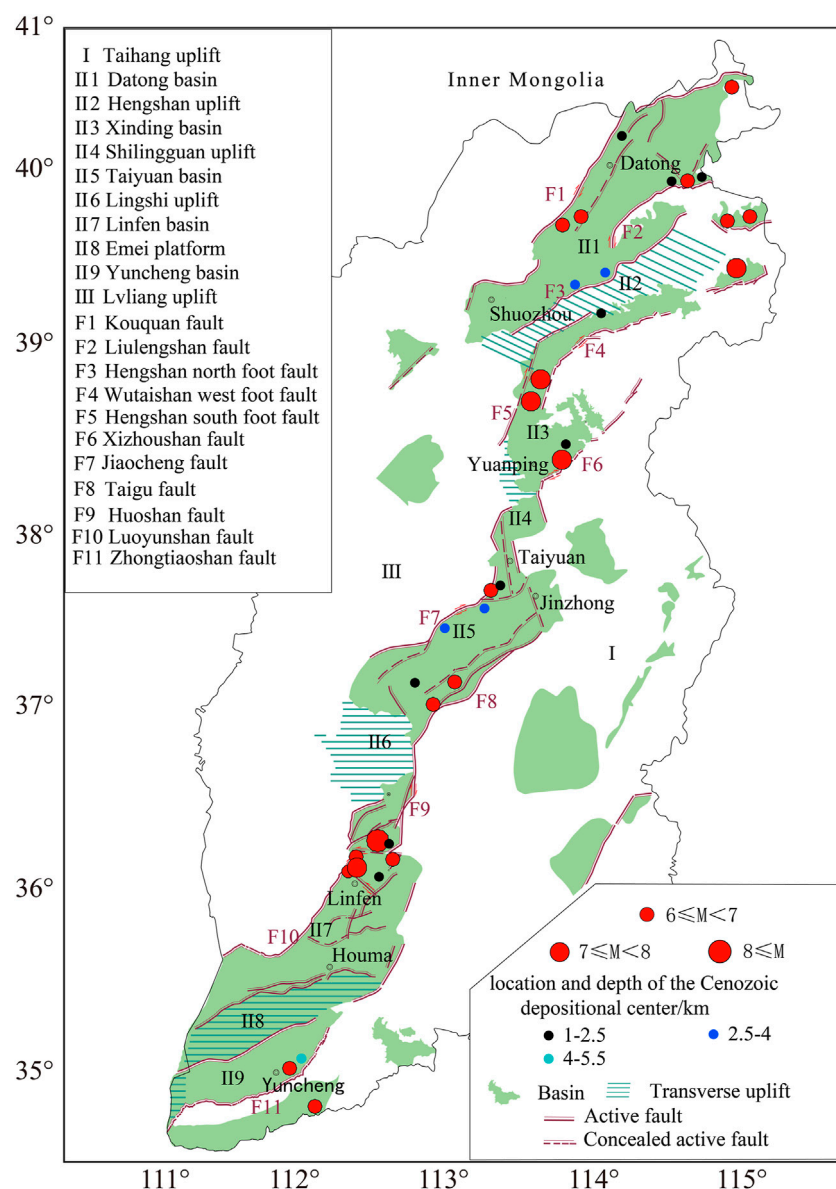 41°
40°
39°
38°
37°
36°
35°
I Taihang uplift
II1 Datong basin
II2 Hengshan uplift
II3 Xinding basin
II4 Shilingguan uplift
II5 Taiyuan basin
II6 Lingshi uplift
II7 Linfen basin
II8 Emei platform
II9 Yuncheng basin
III Lvliang uplift
F1 Kouquan fault
F2 Liulengshan fault
F3 Hengshan north foot fault
F4 Wutaishan west foot fault
F5 Hengshan south foot fault
F6 Xizhoushan fault
F7 Jiaocheng fault
F8 Taigu fault
F9 Huoshan fault
F10 Luoyunshan fault
F11 Zhongtiaoshan fault
Inner Mongolia
Datong
F1
F2
II1
II2
F3
Shuozhou
F4
F5
II3
Yuanping
F6
II4
Taiyuan
III
Jinzhong
F7
II5
I
F8
II6
F9
Linfen
II7
F10
Houma
II8
II9
Yuncheng
F11
6≤M<7
7≤M<8
8≤M
location and depth of the Cenozoic
depositional center/km
1-2.5
2.5-4
4-5.5
Basin
Transverse uplift
Active fault
Concealed active fault
111°
112°
113°
114°
115°